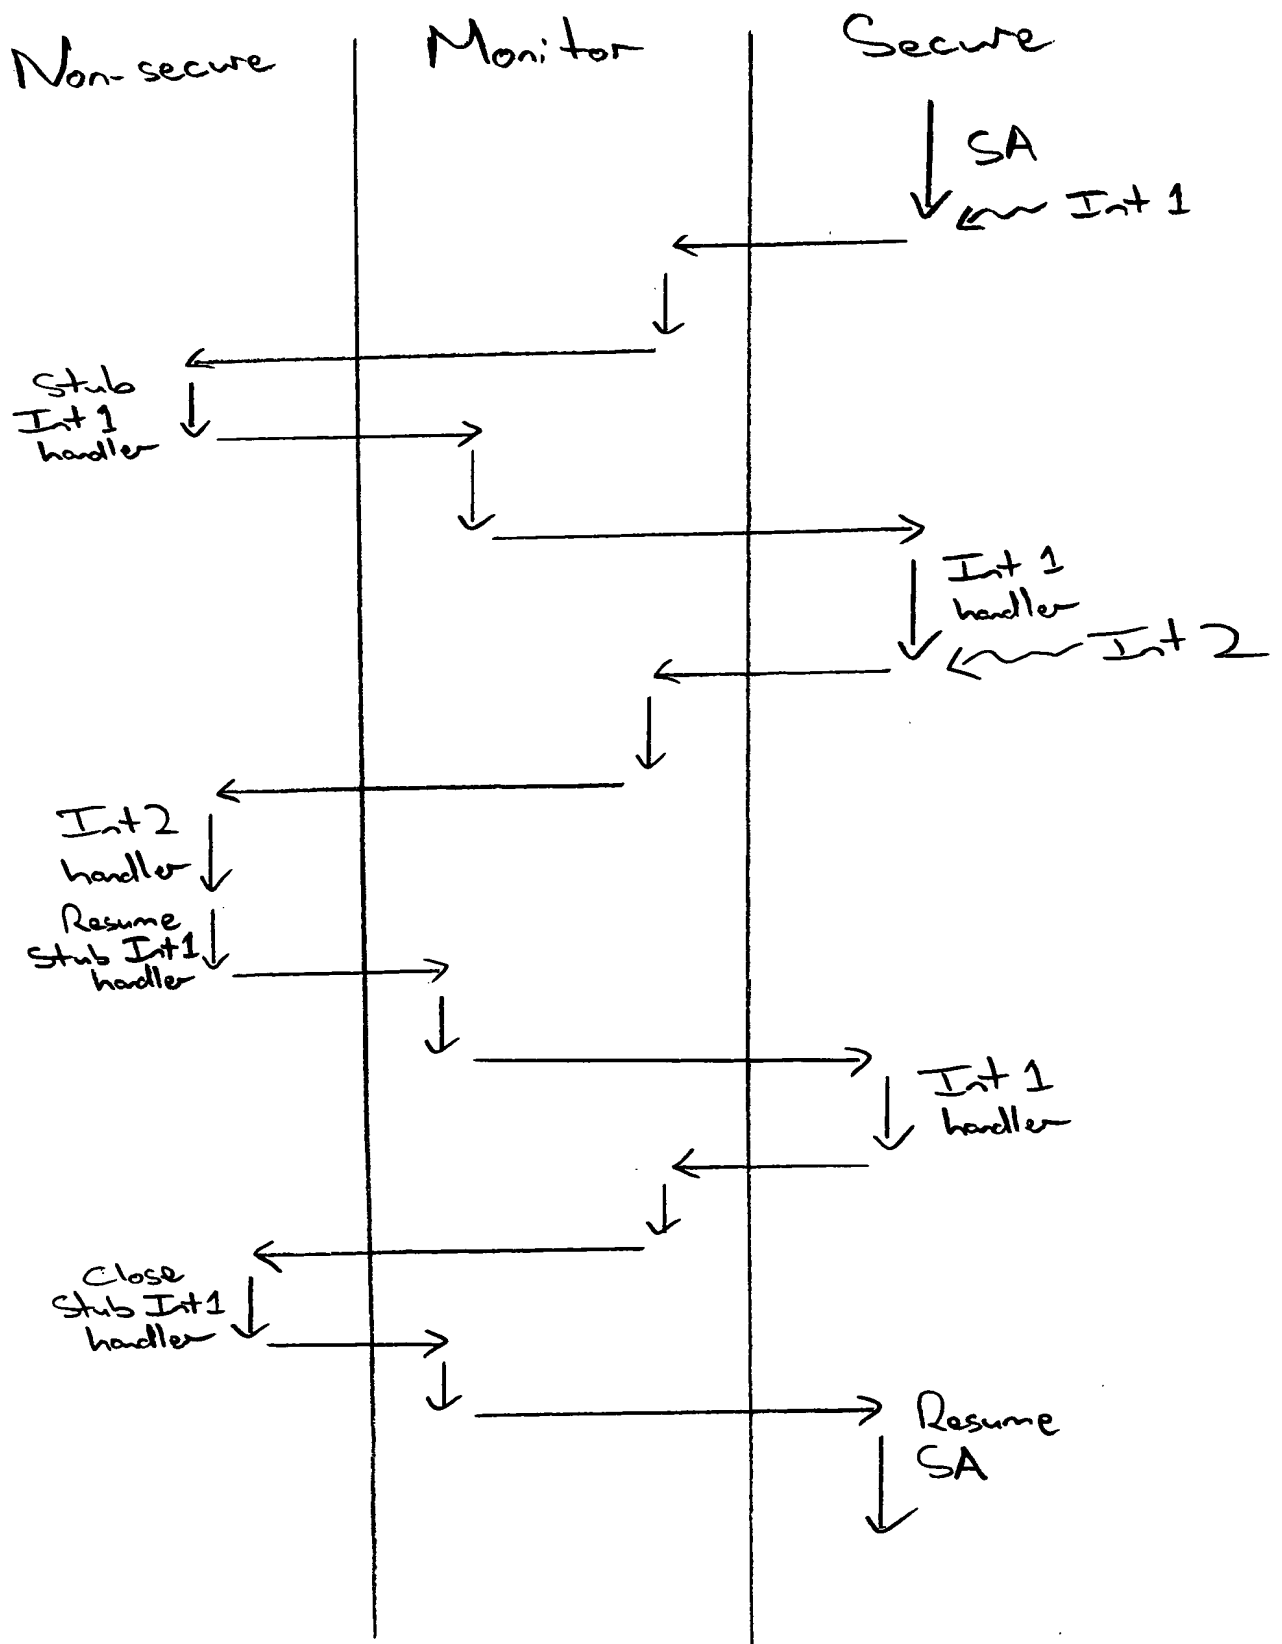 Non-secure
Monitor
Secure
SA
Int 1
Stub
Int 1
handler
Int 1
handler
Int 2
Int 2
handler
Resume
Stub Int 1
handler
Int 1
handler
Close
Stub Int 1
handler
Resume
SA